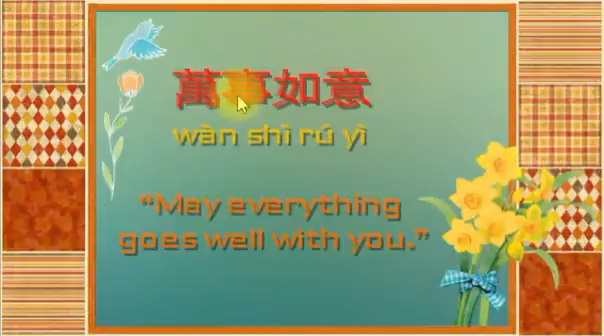 萬事如意
wàn shì rú yì
“May everything
goes well with you.”